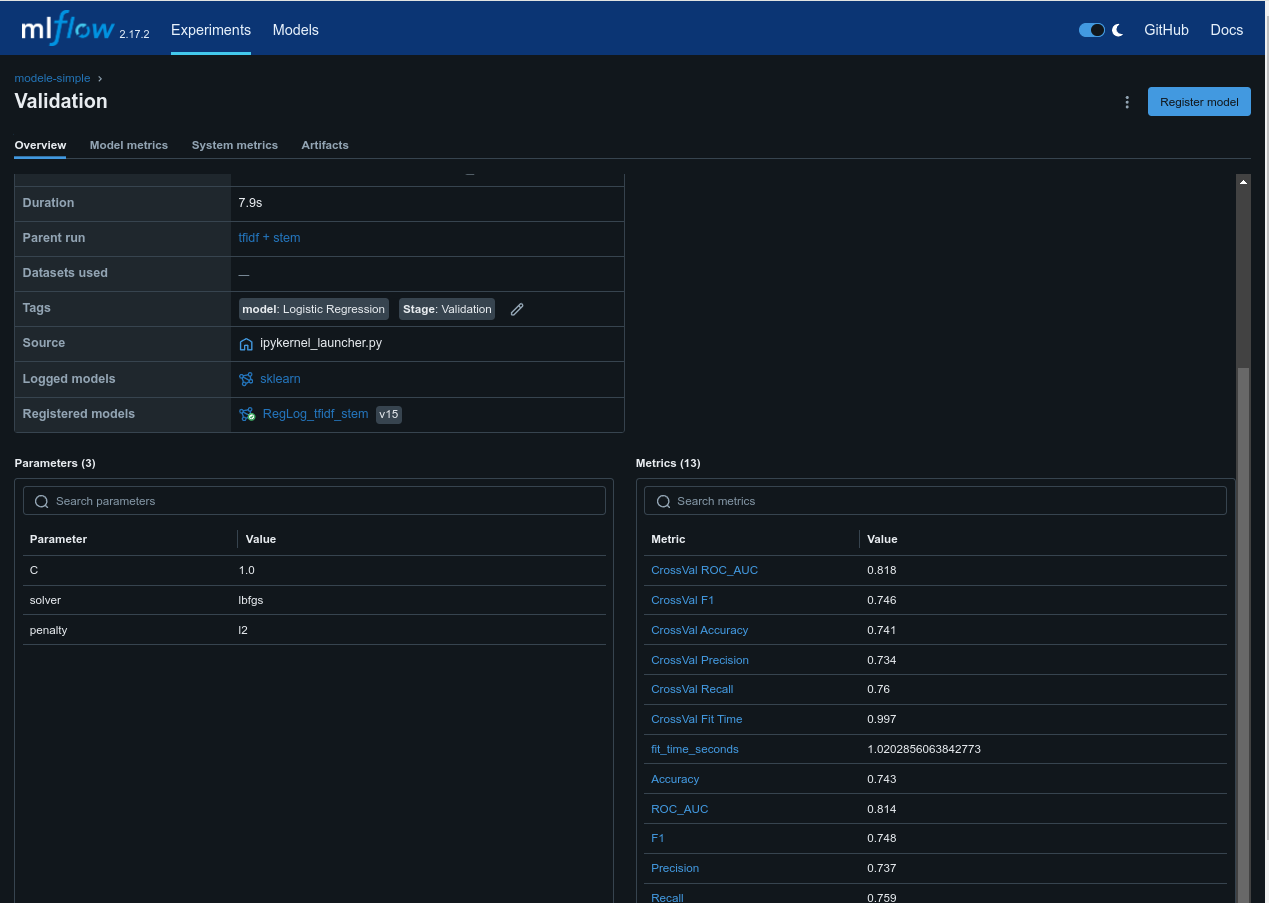 mlflow 2.17.2 Experiments Models GitHub Docs
modele-simple ›
Validation
Register model
Overview Model metrics System metrics Artifacts
Duration 7.9s
Parent run tfidf + stem
Datasets used —
Tags model: Logistic Regression Stage: Validation
Source ipykernel_launcher.py
Logged models sklearn
Registered models RegLog_tfidf_stem v15
Parameters (3)
Search parameters
Parameter Value
C 1.0
solver lbfgs
penalty l2
Metrics (13)
Search metrics
Metric Value
CrossVal ROC_AUC 0.818
CrossVal F1 0.746
CrossVal Accuracy 0.741
CrossVal Precision 0.734
CrossVal Recall 0.76
CrossVal Fit Time 0.997
fit_time_seconds 1.0202856063842773
Accuracy 0.743
ROC_AUC 0.814
F1 0.748
Precision 0.737
Recall 0.759